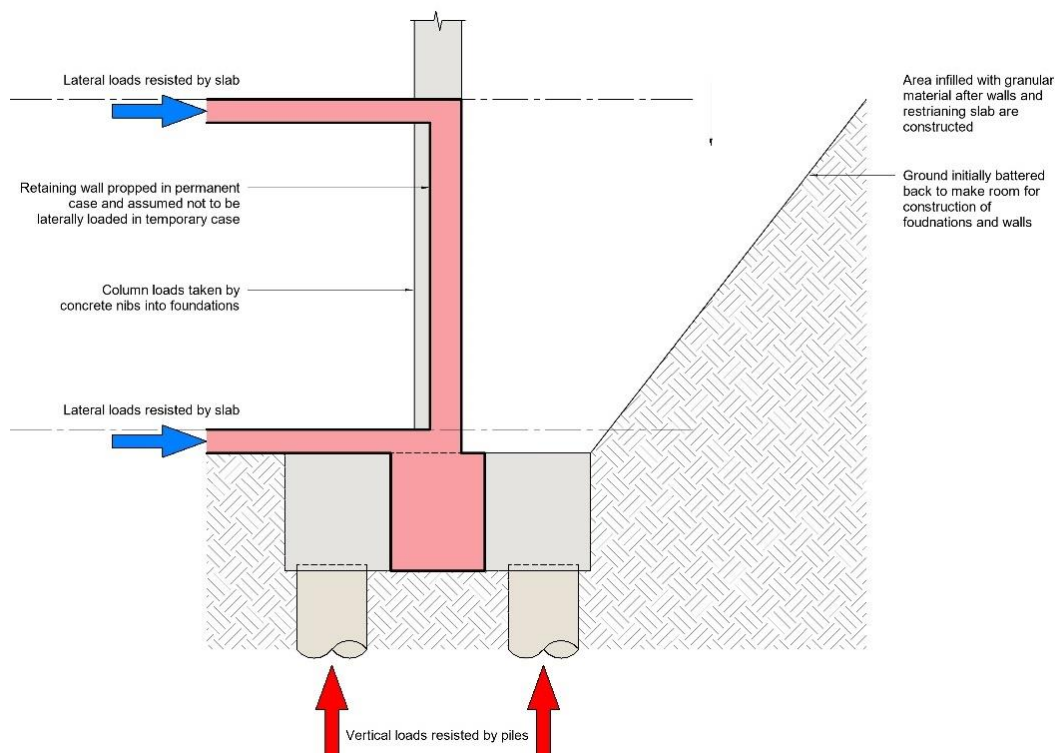 Lateral loads resisted by slab
Area infilled with granular
material after walls and
restrianing slab are
constructed
Retaining wall propped in permanent
case and assumed not to be
laterally loaded in temporary case
Ground initially battered
back to make room for
construction of
foudnations and walls
Column loads taken by
concrete nibs into foundations
Lateral loads resisted by slab
Vertical loads resisted by piles